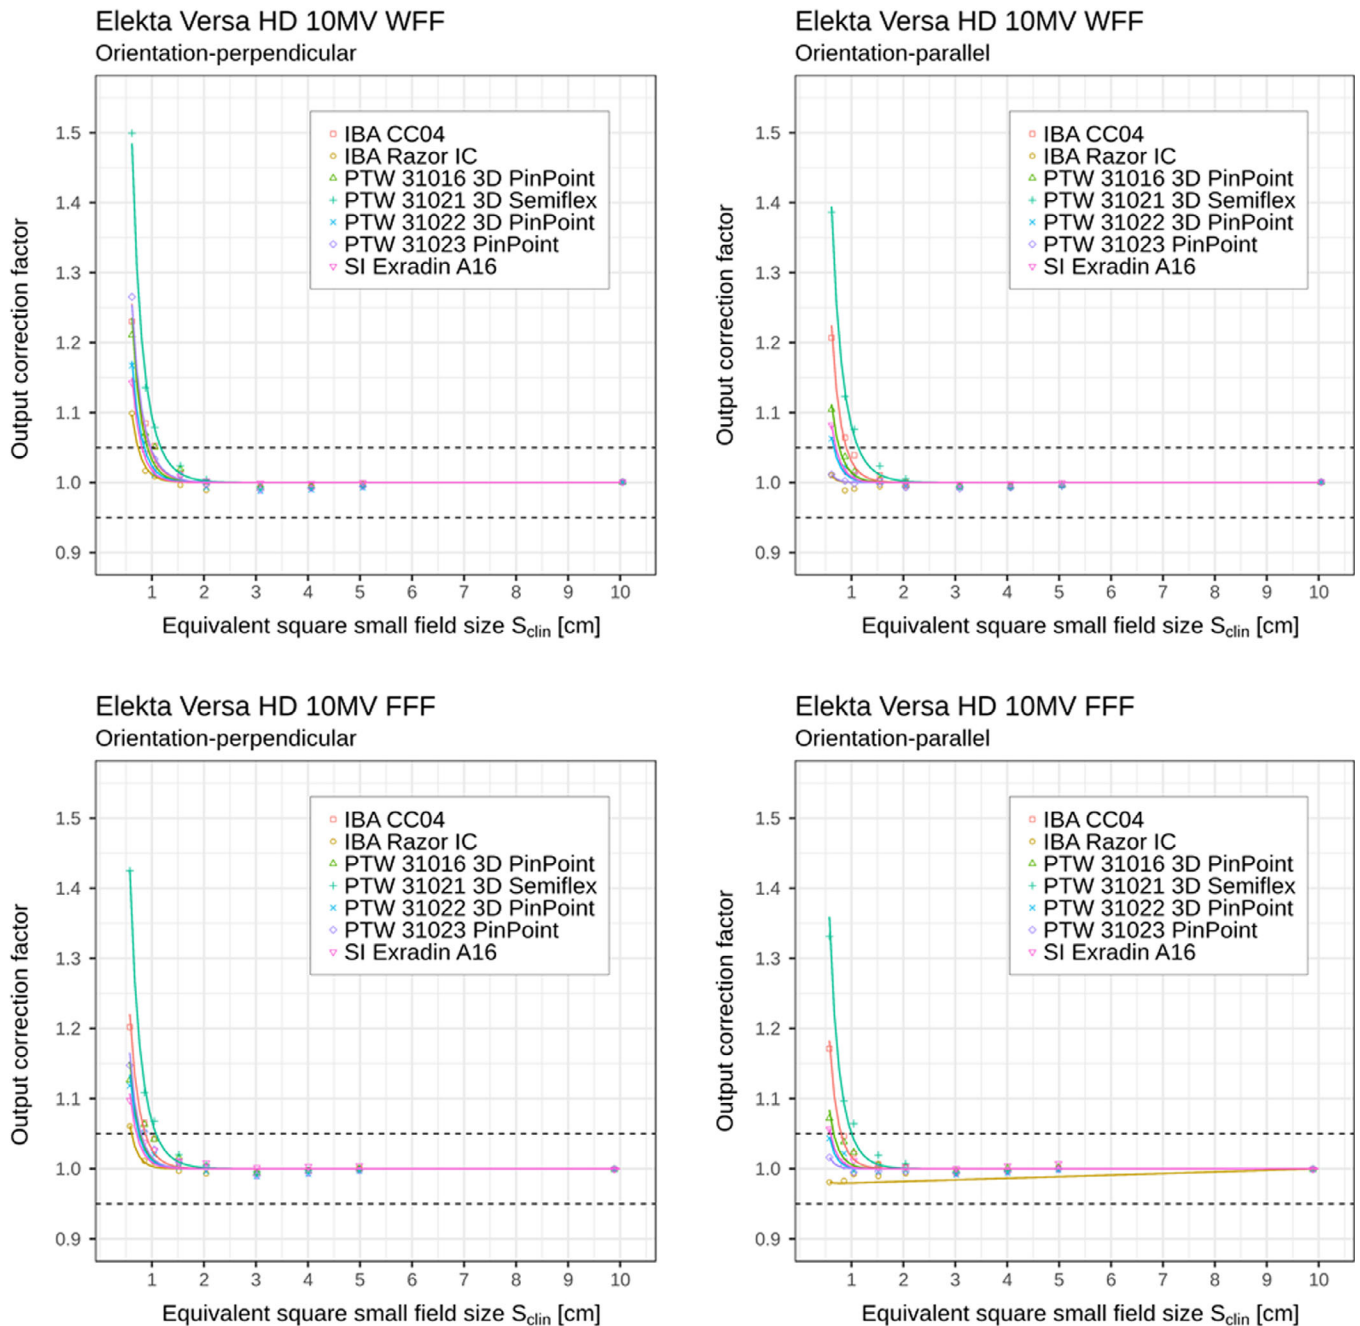 Elekta Versa HD 10MV WFF
Orientation-perpendicular
Output correction factor
1.5
1.4
1.3
1.2
1.1
1.0
0.9
IBA CC04
IBA Razor IC
PTW 31016 3D PinPoint
PTW 31021 3D Semiflex
PTW 31022 3D PinPoint
PTW 31023 PinPoint
SI Exradin A16
1 2 3 4 5 6 7 8 9 10
Equivalent square small field size Sclin [cm]
Elekta Versa HD 10MV WFF
Orientation-parallel
Output correction factor
1.5
1.4
1.3
1.2
1.1
1.0
0.9
IBA CC04
IBA Razor IC
PTW 31016 3D PinPoint
PTW 31021 3D Semiflex
PTW 31022 3D PinPoint
PTW 31023 PinPoint
SI Exradin A16
1 2 3 4 5 6 7 8 9 10
Equivalent square small field size Sclin [cm]
Elekta Versa HD 10MV FFF
Orientation-perpendicular
Output correction factor
1.5
1.4
1.3
1.2
1.1
1.0
0.9
IBA CC04
IBA Razor IC
PTW 31016 3D PinPoint
PTW 31021 3D Semiflex
PTW 31022 3D PinPoint
PTW 31023 PinPoint
SI Exradin A16
1 2 3 4 5 6 7 8 9 10
Equivalent square small field size Sclin [cm]
Elekta Versa HD 10MV FFF
Orientation-parallel
Output correction factor
1.5
1.4
1.3
1.2
1.1
1.0
0.9
IBA CC04
IBA Razor IC
PTW 31016 3D PinPoint
PTW 31021 3D Semiflex
PTW 31022 3D PinPoint
PTW 31023 PinPoint
SI Exradin A16
1 2 3 4 5 6 7 8 9 10
Equivalent square small field size Sclin [cm]